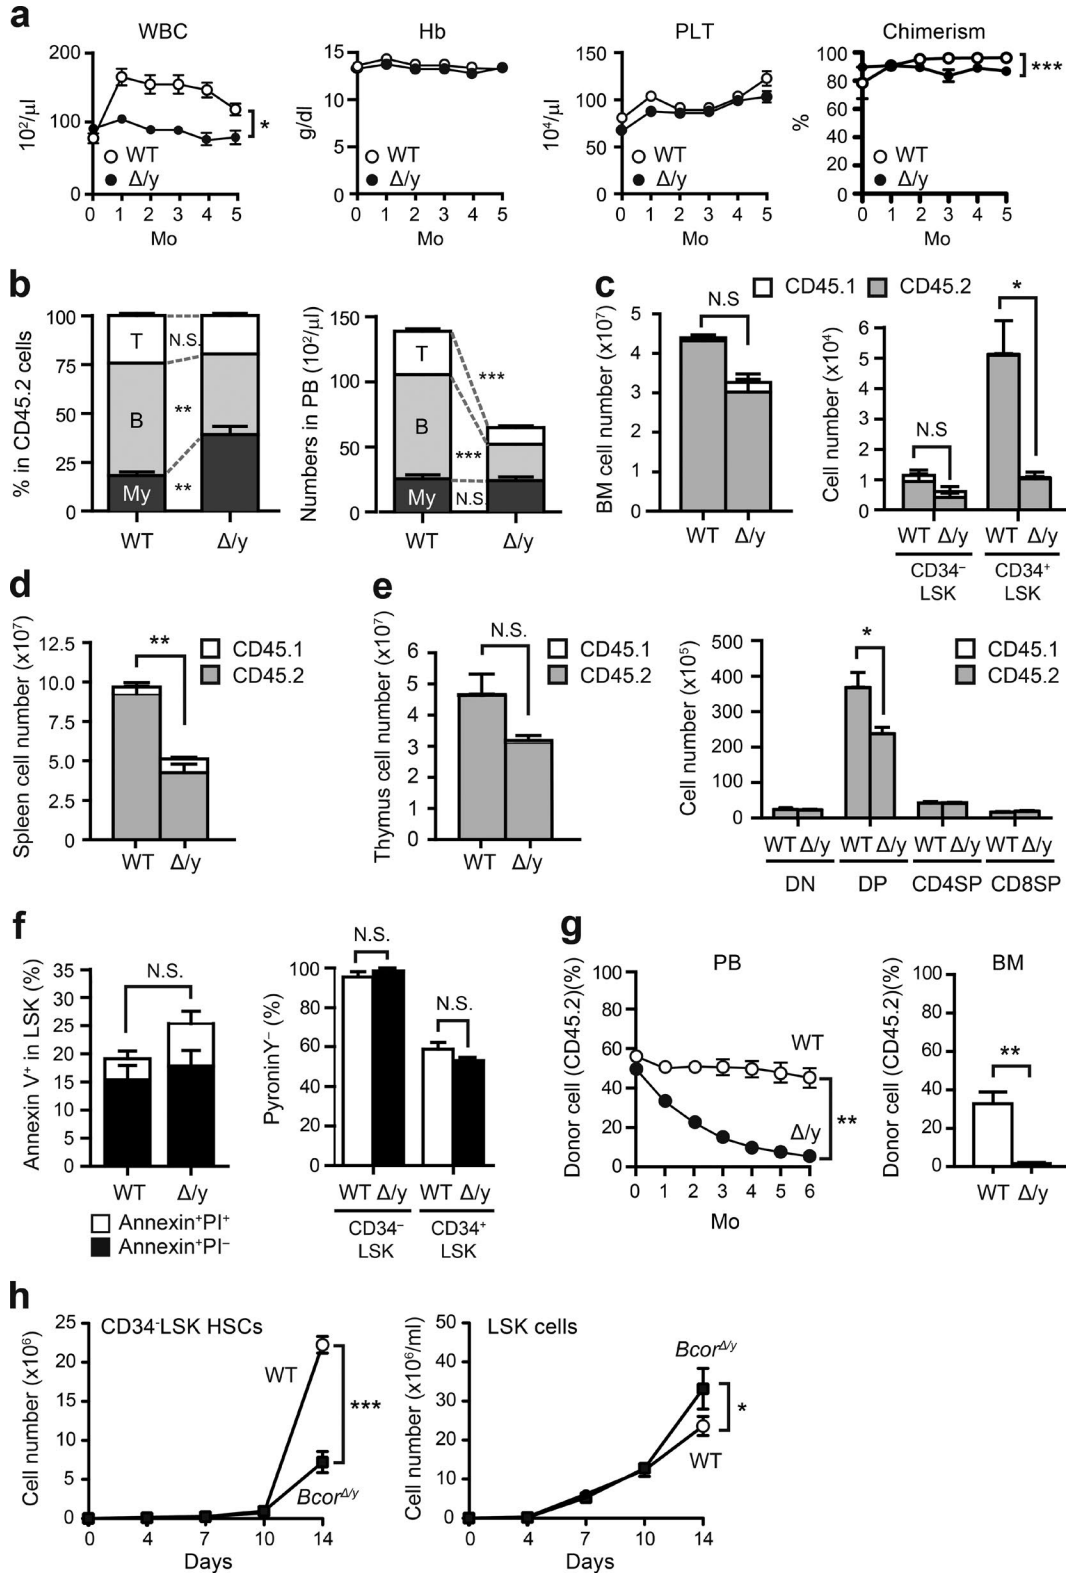 a
WBC
Hb
PLT
Chimerism
10²/µl
200
100
0
WT
Δ/y
*
0 1 2 3 4 5
Mo
g/dl
15
10
5
0
WT
Δ/y
0 1 2 3 4 5
Mo
10⁴/µl
150
100
50
0
WT
Δ/y
0 1 2 3 4 5
Mo
%
100
80
60
40
20
0
WT
Δ/y
***
0 1 2 3 4 5
Mo
b
% in CD45.2 cells
100
75
50
25
0
T
B
My
N.S.
**
**
WT Δ/y
Numbers in PB (10²/µl)
150
100
50
0
T
B
My
***
***
N.S.
WT Δ/y
c
CD45.1 CD45.2
BM cell number (x10⁷)
5
4
3
2
1
0
N.S
WT Δ/y
Cell number (x10⁴)
6
5
4
3
2
1
0
N.S
*
WT Δ/y WT Δ/y
CD34⁻ LSK
CD34⁺ LSK
d
Spleen cell number (x10⁷)
12.5
10.0
7.5
5.0
2.5
0
**
CD45.1
CD45.2
WT Δ/y
e
Thymus cell number (x10⁷)
7
6
5
4
3
2
1
0
N.S.
CD45.1
CD45.2
WT Δ/y
Cell number (x10⁵)
500
400
300
200
100
0
*
CD45.1
CD45.2
WT Δ/y WT Δ/y WT Δ/y WT Δ/y
DN DP CD4SP CD8SP
f
Annexin V⁺ in LSK (%)
35
30
25
20
15
10
5
0
N.S.
WT Δ/y
Annexin⁺PI⁺
Annexin⁺PI⁻
PyroninY⁻ (%)
100
80
60
40
20
0
N.S.
N.S.
WT Δ/y WT Δ/y
CD34⁻ LSK
CD34⁺ LSK
g
PB
Donor cell (CD45.2)(%)
100
80
60
40
20
0
WT
Δ/y
**
0 1 2 3 4 5 6
Mo
BM
Donor cell (CD45.2)(%)
100
80
60
40
20
0
**
WT Δ/y
h
CD34⁻LSK HSCs
Cell number (x10⁶)
25
20
15
10
5
0
WT
Bcor^Δ/y
***
0 4 7 10 14
Days
LSK cells
Cell number (x10⁶/ml)
50
40
30
20
10
0
Bcor^Δ/y
WT
*
0 4 7 10 14
Days